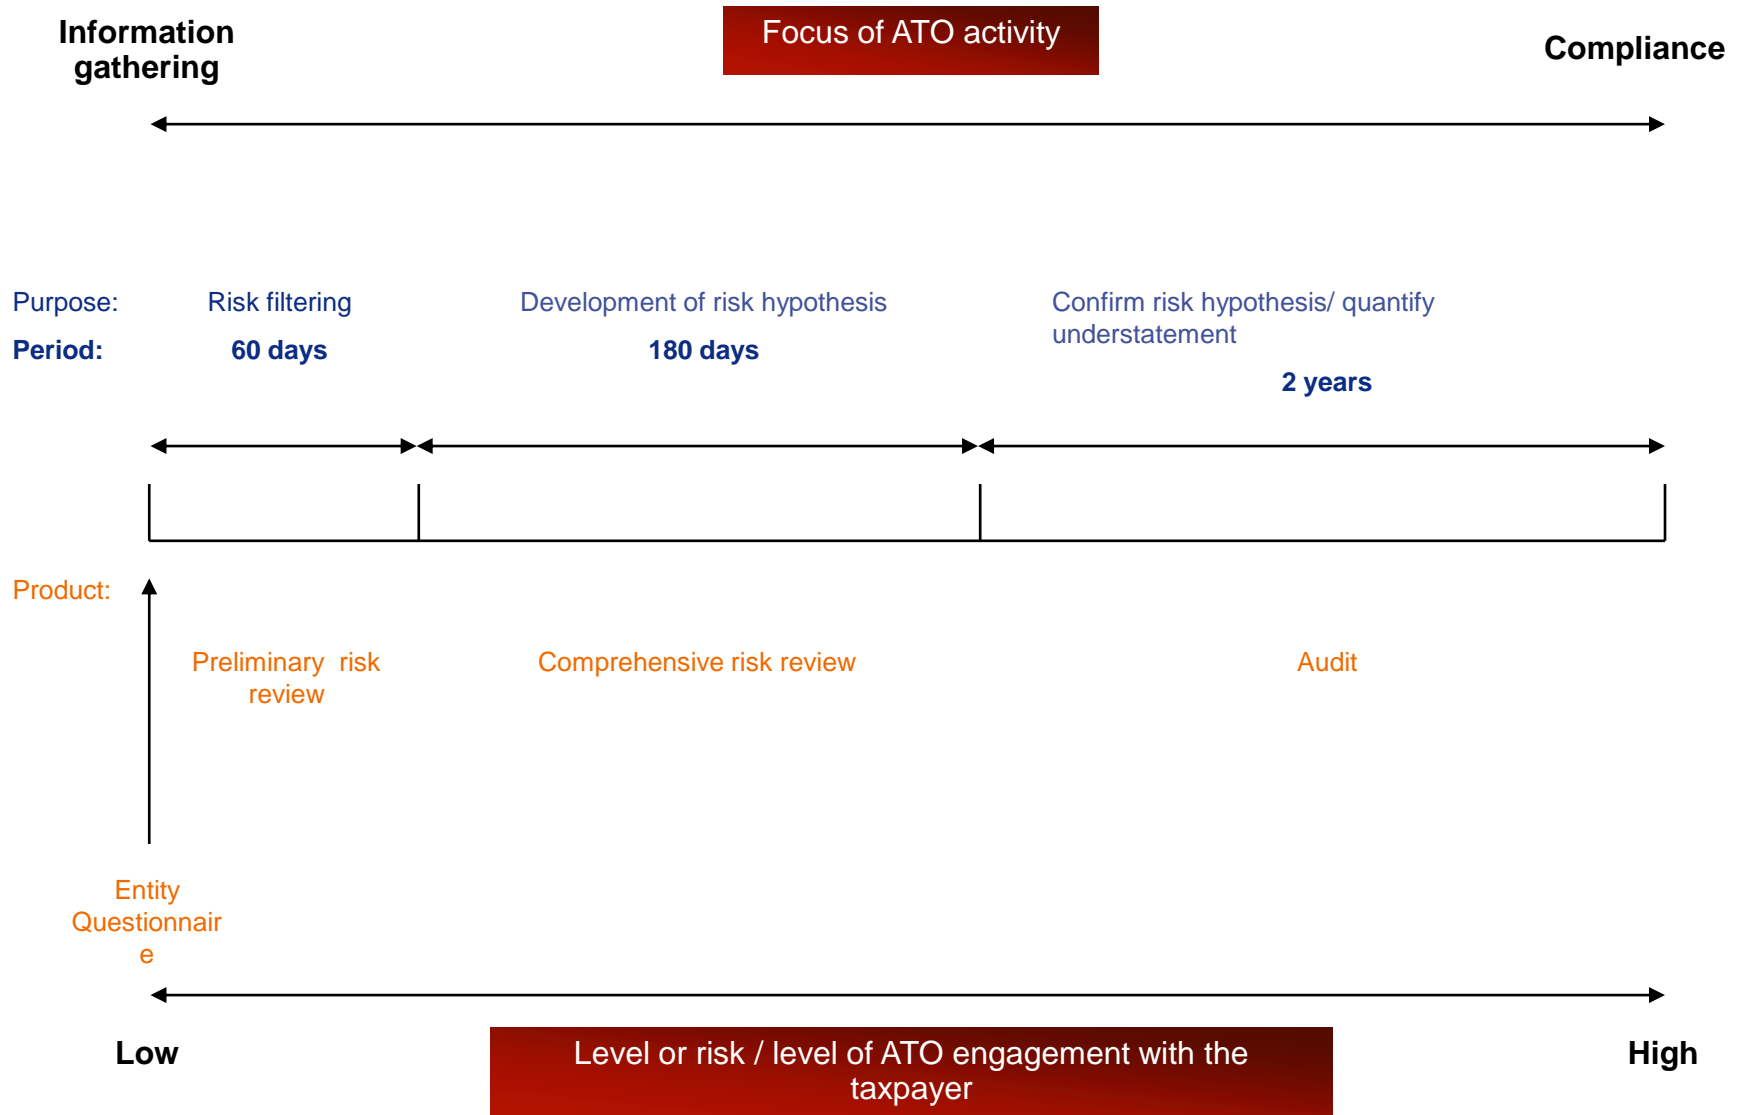 Information
gathering
Focus of ATO activity
Compliance
Purpose:
Risk filtering
Development of risk hypothesis
Confirm risk hypothesis/ quantify
understatement
Period:
60 days
180 days
2 years
Product:
Preliminary risk
review
Comprehensive risk review
Audit
Entity
Questionnair
e
Low
Level or risk / level of ATO engagement with the
taxpayer
High